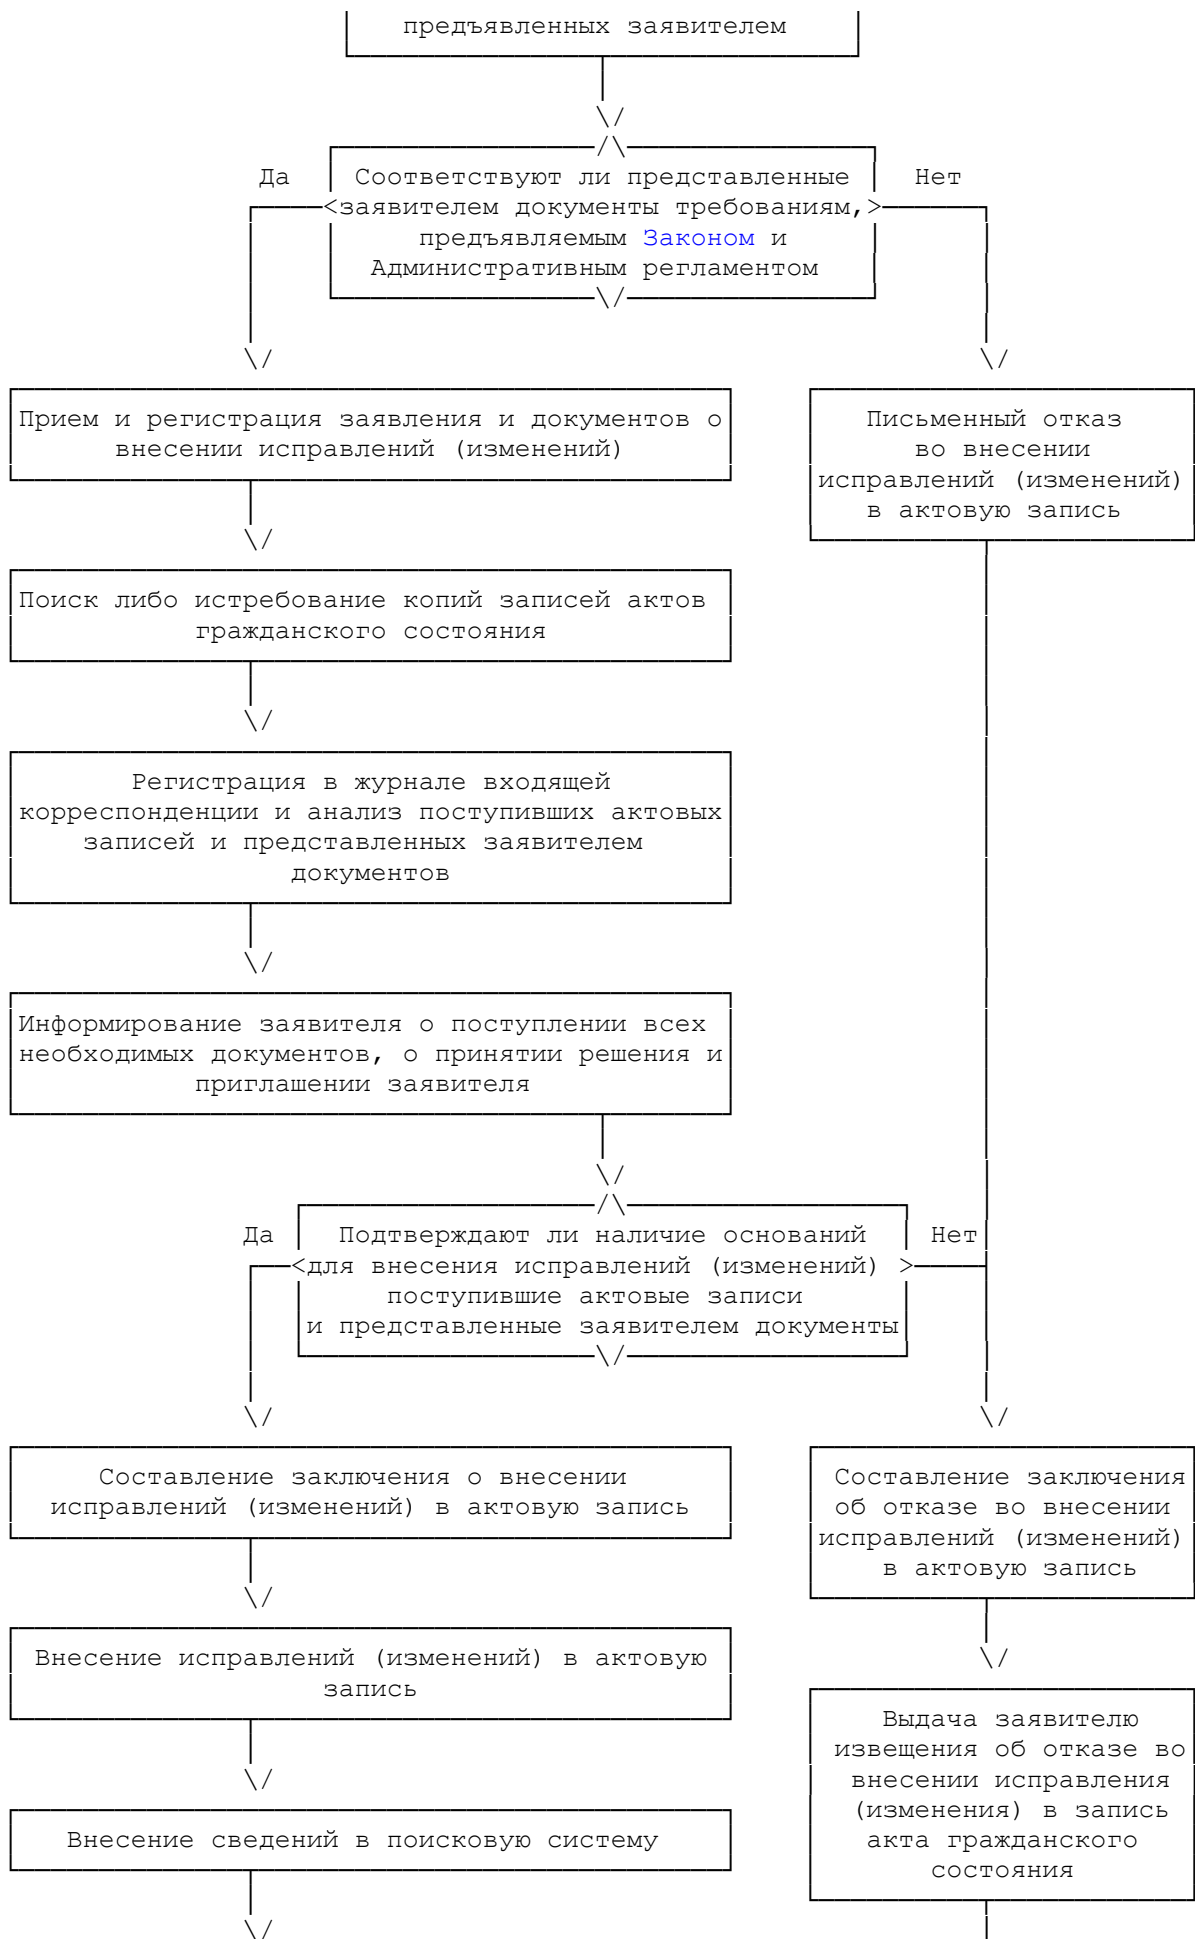 предъявленных заявителем
Да
Соответствуют ли представленные
Нет
заявителем документы требованиям,
предъявляемым Законом и
Административным регламентом
Прием и регистрация заявления и документов о
внесении исправлений (изменений)
Письменный отказ
во внесении
исправлений (изменений)
в актовую запись
Поиск либо истребование копий записей актов
гражданского состояния
Регистрация в журнале входящей
корреспонденции и анализ поступивших актовых
записей и представленных заявителем
документов
Информирование заявителя о поступлении всех
необходимых документов, о принятии решения и
приглашении заявителя
Да
Подтверждают ли наличие оснований
Нет
для внесения исправлений (изменений)
поступившие актовые записи
и представленные заявителем документы
Составление заключения о внесении
исправлений (изменений) в актовую запись
Составление заключения
об отказе во внесении
исправлений (изменений)
в актовую запись
Внесение исправлений (изменений) в актовую
запись
Выдача заявителю
извещения об отказе во
внесении исправления
(изменения) в запись
акта гражданского
состояния
Внесение сведений в поисковую систему